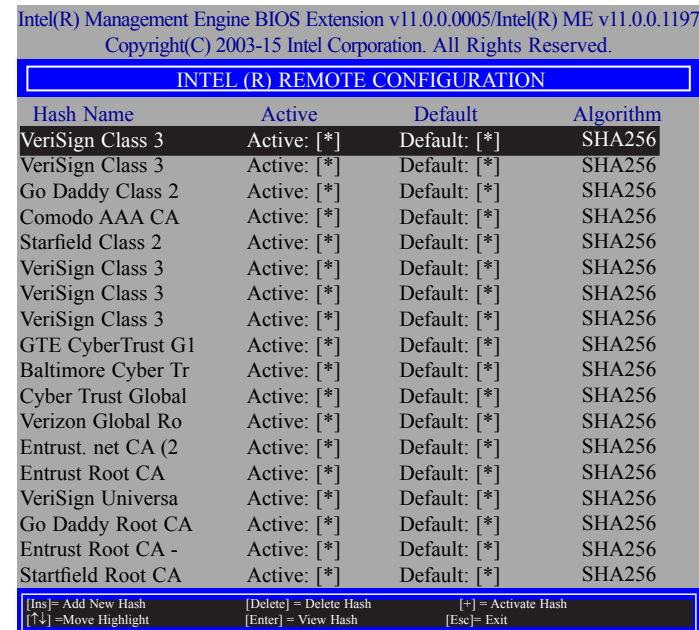 Intel(R) Management Engine BIOS Extension v11.0.0.0005/Intel(R) ME v11.0.0.1197
Copyright(C) 2003-15 Intel Corporation. All Rights Reserved.
INTEL (R) REMOTE CONFIGURATION
Hash Name Active Default Algorithm
VeriSign Class 3 Active: [*] Default: [*] SHA256
VeriSign Class 3 Active: [*] Default: [*] SHA256
Go Daddy Class 2 Active: [*] Default: [*] SHA256
Comodo AAA CA Active: [*] Default: [*] SHA256
Starfield Class 2 Active: [*] Default: [*] SHA256
VeriSign Class 3 Active: [*] Default: [*] SHA256
VeriSign Class 3 Active: [*] Default: [*] SHA256
VeriSign Class 3 Active: [*] Default: [*] SHA256
GTE CyberTrust G1 Active: [*] Default: [*] SHA256
Baltimore Cyber Tr Active: [*] Default: [*] SHA256
Cyber Trust Global Active: [*] Default: [*] SHA256
Verizon Global Ro Active: [*] Default: [*] SHA256
Entrust. net CA (2 Active: [*] Default: [*] SHA256
Entrust Root CA Active: [*] Default: [*] SHA256
VeriSign Universa Active: [*] Default: [*] SHA256
Go Daddy Root CA Active: [*] Default: [*] SHA256
Entrust Root CA - Active: [*] Default: [*] SHA256
Startfield Root CA Active: [*] Default: [*] SHA256
[Ins]= Add New Hash [Delete] = Delete Hash [+] = Activate Hash
[↑↓] =Move Highlight [Enter] = View Hash [Esc]= Exit